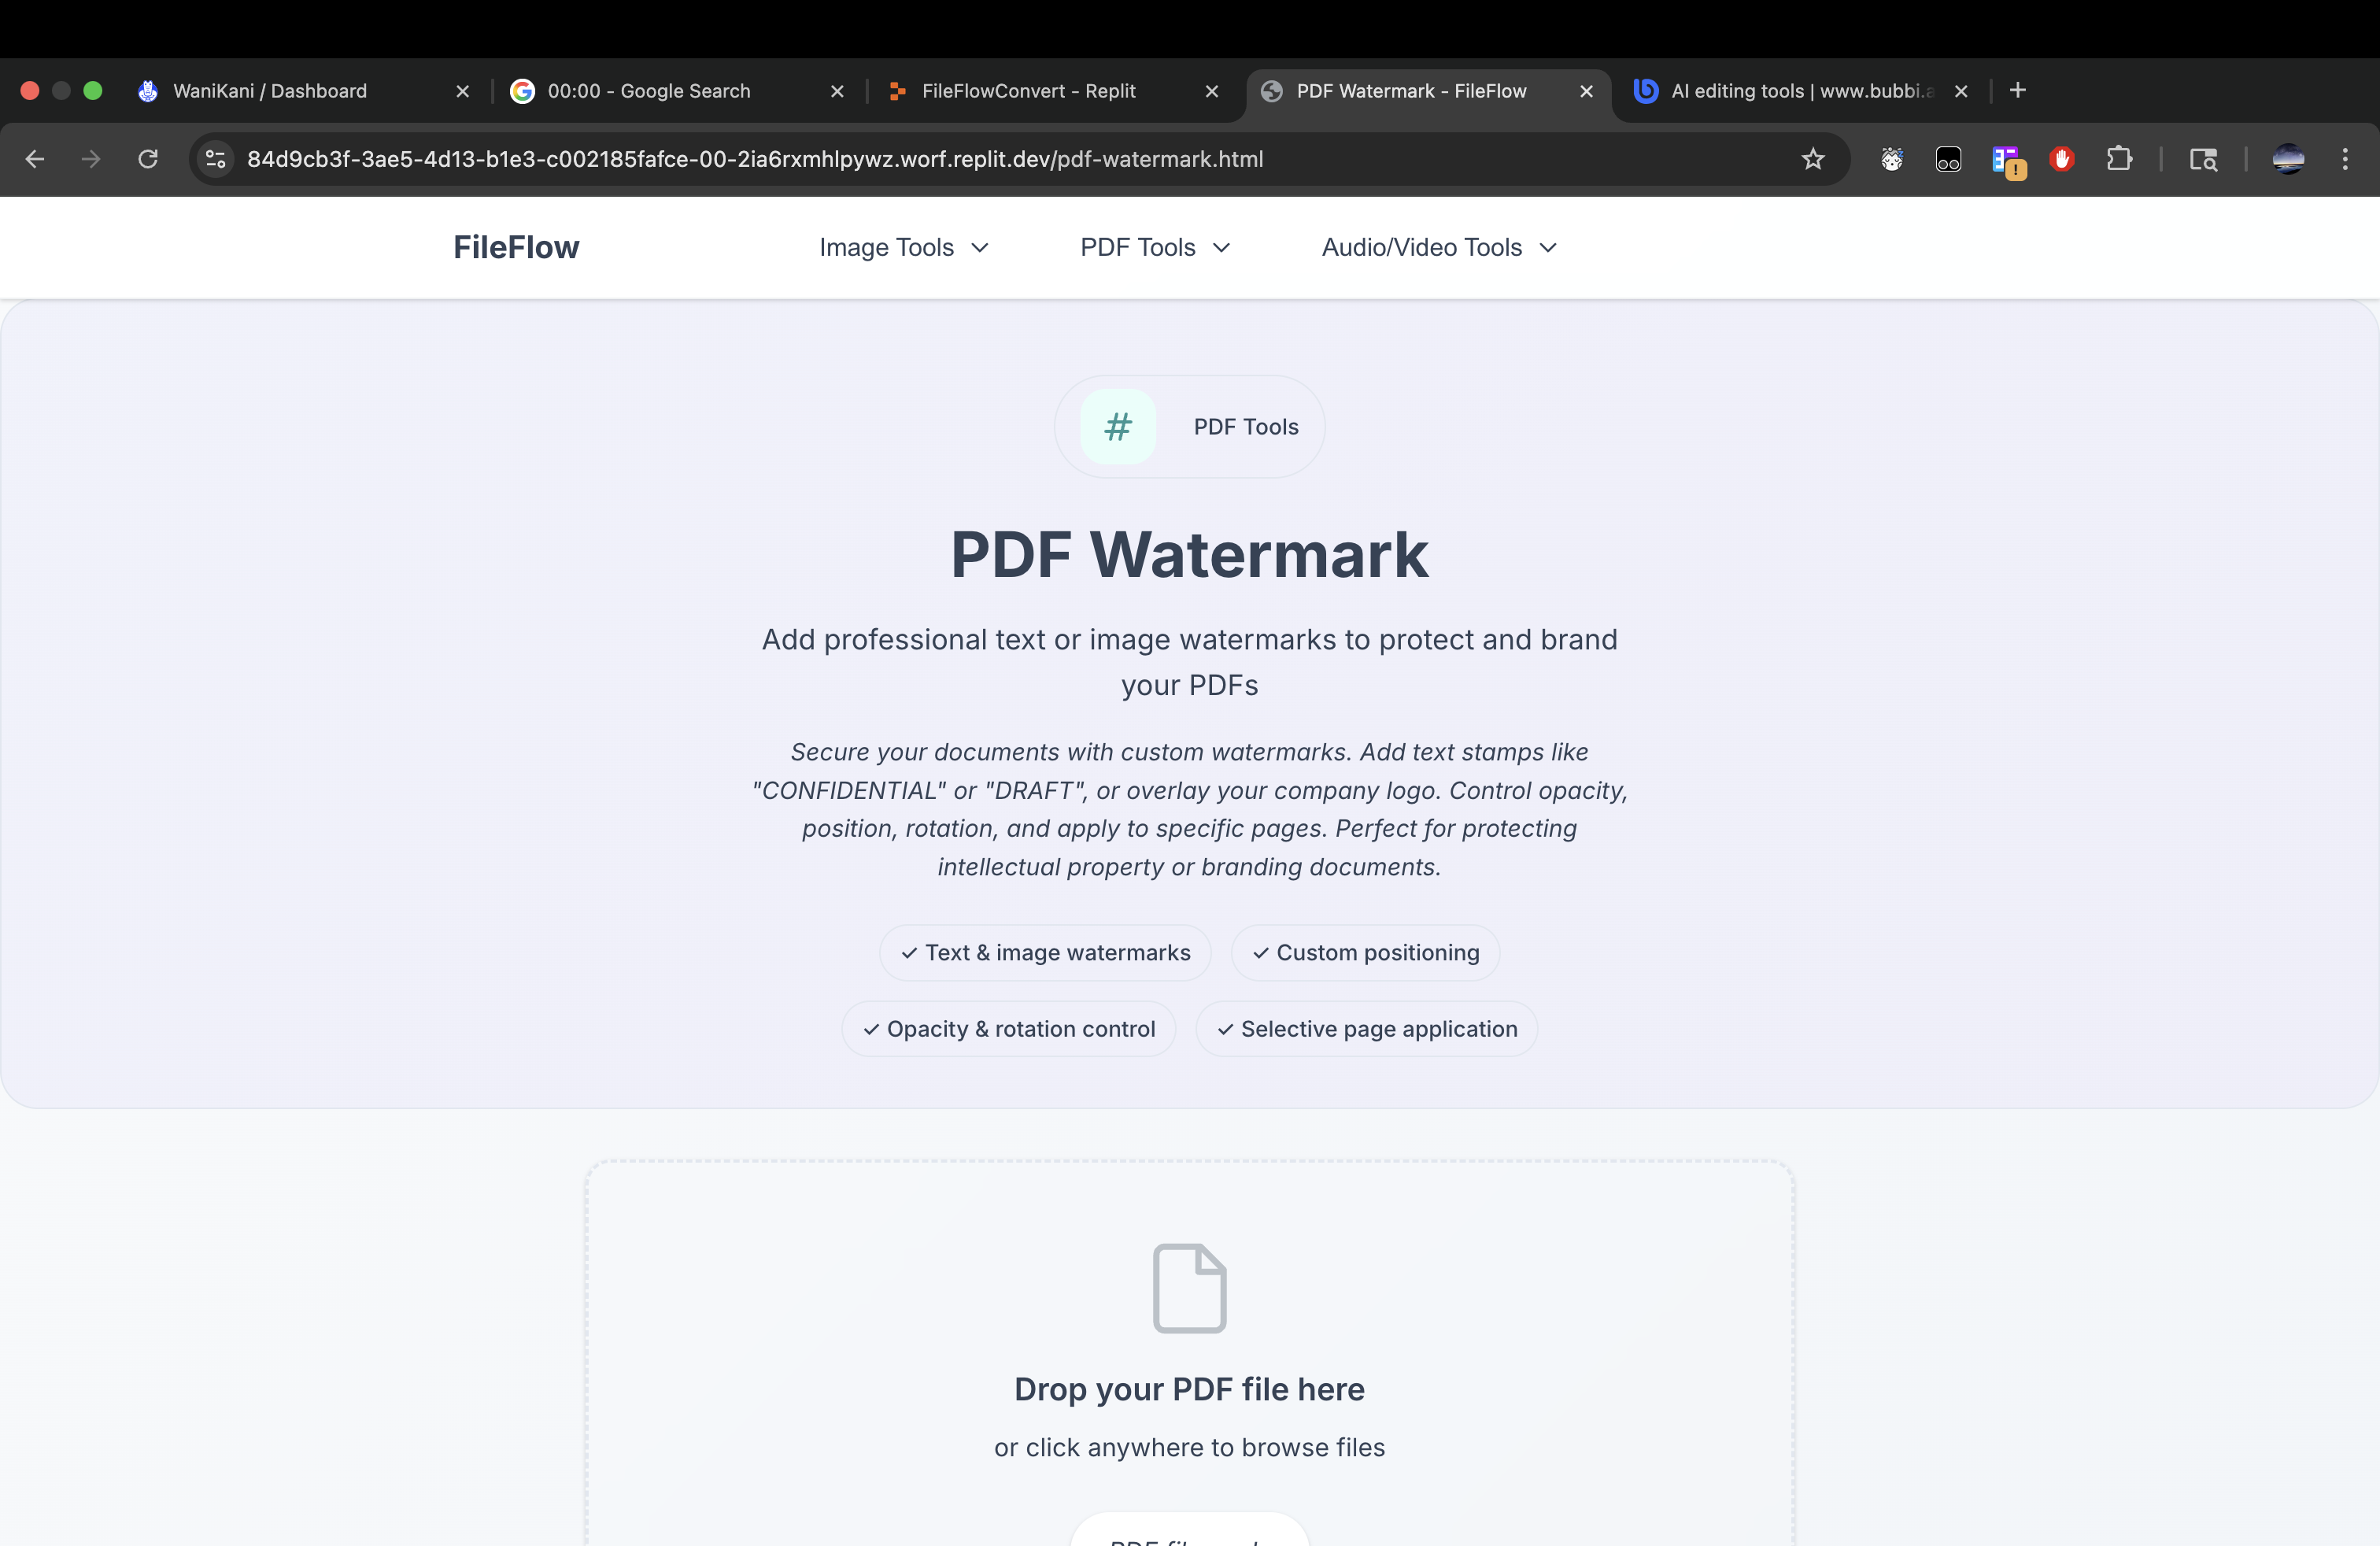 WaniKani / Dashboard
00:00 - Google Search
FileFlowConvert - Replit
PDF Watermark - FileFlow
AI editing tools | www.bubbi.a
84d9cb3f-3ae5-4d13-b1e3-c002185fafce-00-2ia6rxmhlpywz.worf.replit.dev/pdf-watermark.html
FileFlow
Image Tools
PDF Tools
Audio/Video Tools
# PDF Tools
PDF Watermark
Add professional text or image watermarks to protect and brand
your PDFs
Secure your documents with custom watermarks. Add text stamps like
"CONFIDENTIAL" or "DRAFT", or overlay your company logo. Control opacity,
position, rotation, and apply to specific pages. Perfect for protecting
intellectual property or branding documents.
✓ Text & image watermarks
✓ Custom positioning
✓ Opacity & rotation control
✓ Selective page application
Drop your PDF file here
or click anywhere to browse files